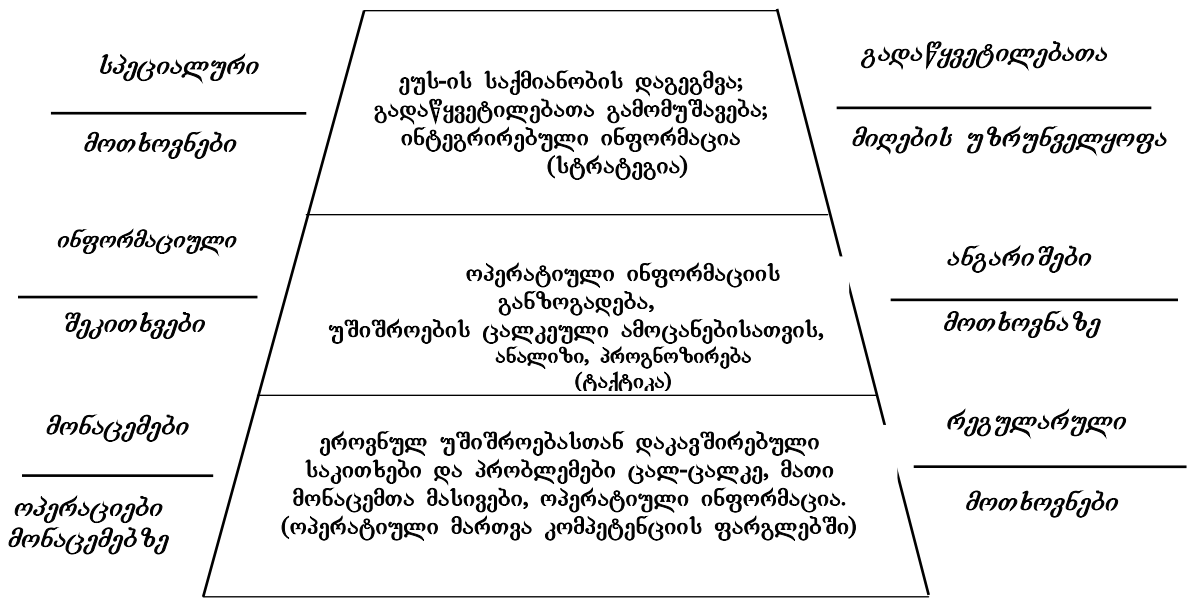 სპეციალური
მოთხოვნები
ეუს-ის საქმიანობის დაგეგმვა;
გადაწყვეტილებათა გამომუშავება;
ინტეგრირებული ინფორმაცია
(სტრატეგია)
გადაწყვეტილებათა
მიღების უზრუნველყოფა
ინფორმაციული
შეკითხვები
ოპერატიული ინფორმაციის
განზოგადება,
უშიშროების ცალკეული ამოცანებისათვის,
ანალიზი, პროგნოზირება
(ტაქტიკა)
ანგარიშები
მოთხოვნაზე
მონაცემები
ოპერაციები
მონაცემებზე
ეროვნულ უშიშროებასთან დაკავშირებული
საკითხები და პრობლემები ცალ-ცალკე, მათი
მონაცემთა მასივები, ოპერატიული ინფორმაცია.
(ოპერატიული მართვა კომპეტენციის ფარგლებში)
რეგულარული
მოთხოვნები